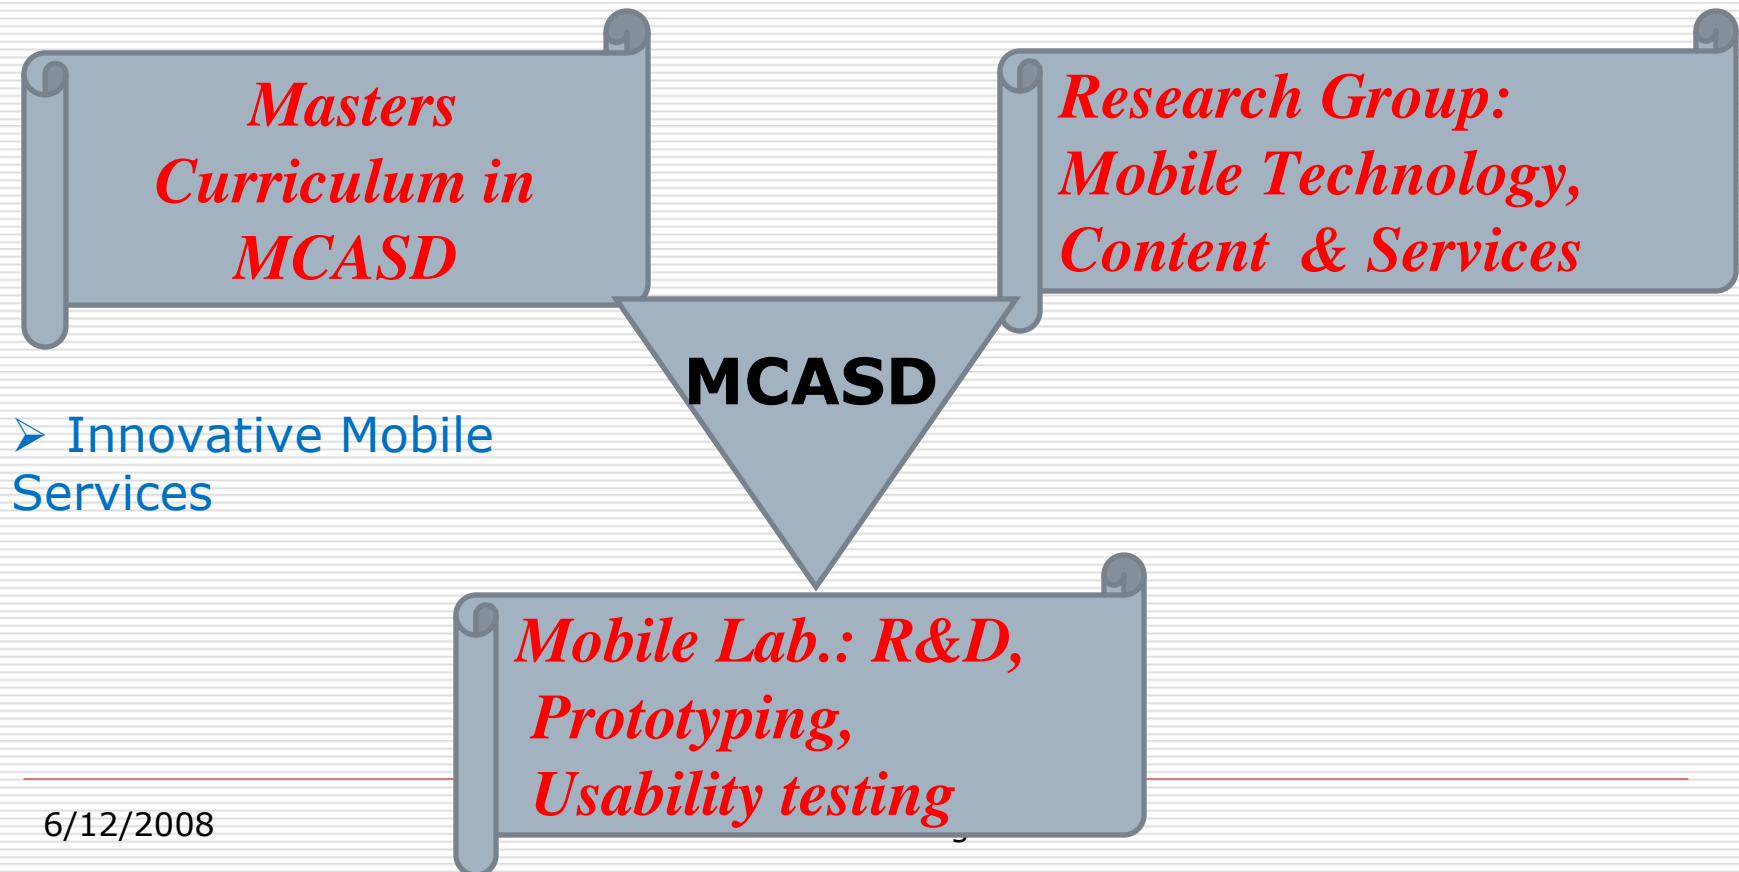 Masters
Curriculum in
MCASD
Research Group:
Mobile Technology,
Content & Services
MCASD
➢ Innovative Mobile
Services
Mobile Lab.: R&D,
Prototyping,
Usability testing
6/12/2008